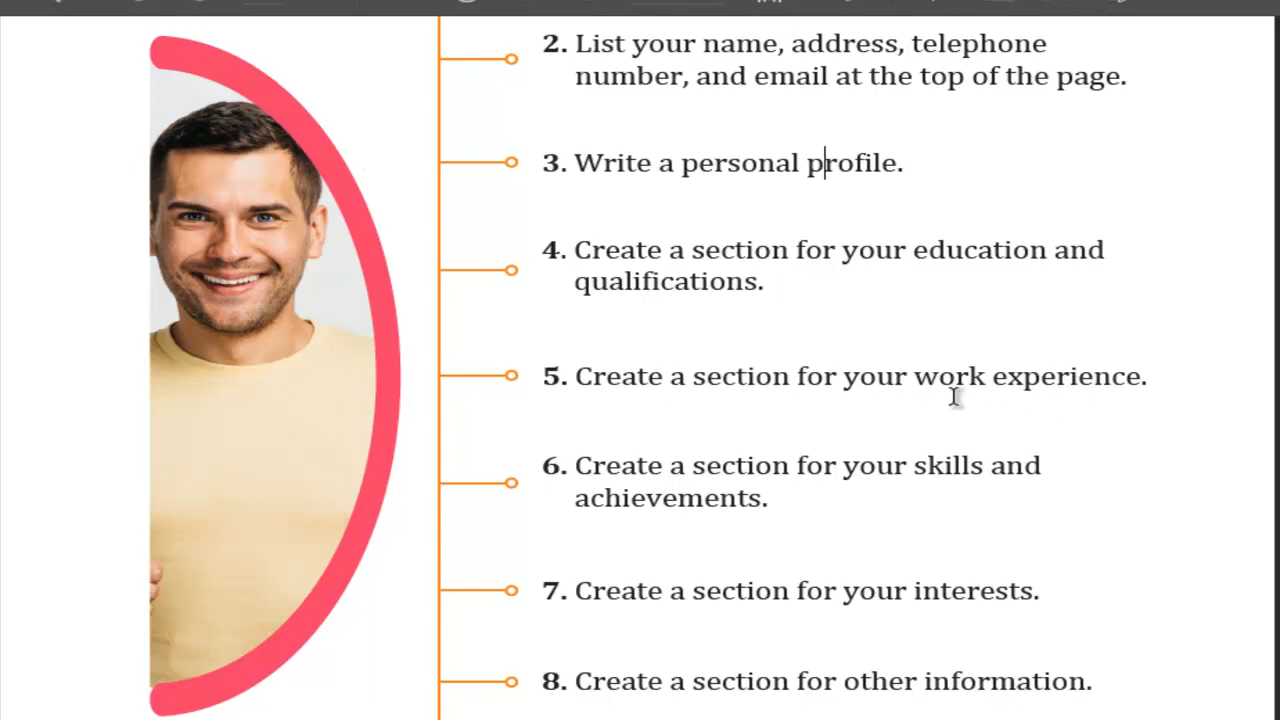 2. List your name, address, telephone
number, and email at the top of the page.
3. Write a personal profile.
4. Create a section for your education and
qualifications.
5. Create a section for your work experience.
6. Create a section for your skills and
achievements.
7. Create a section for your interests.
8. Create a section for other information.